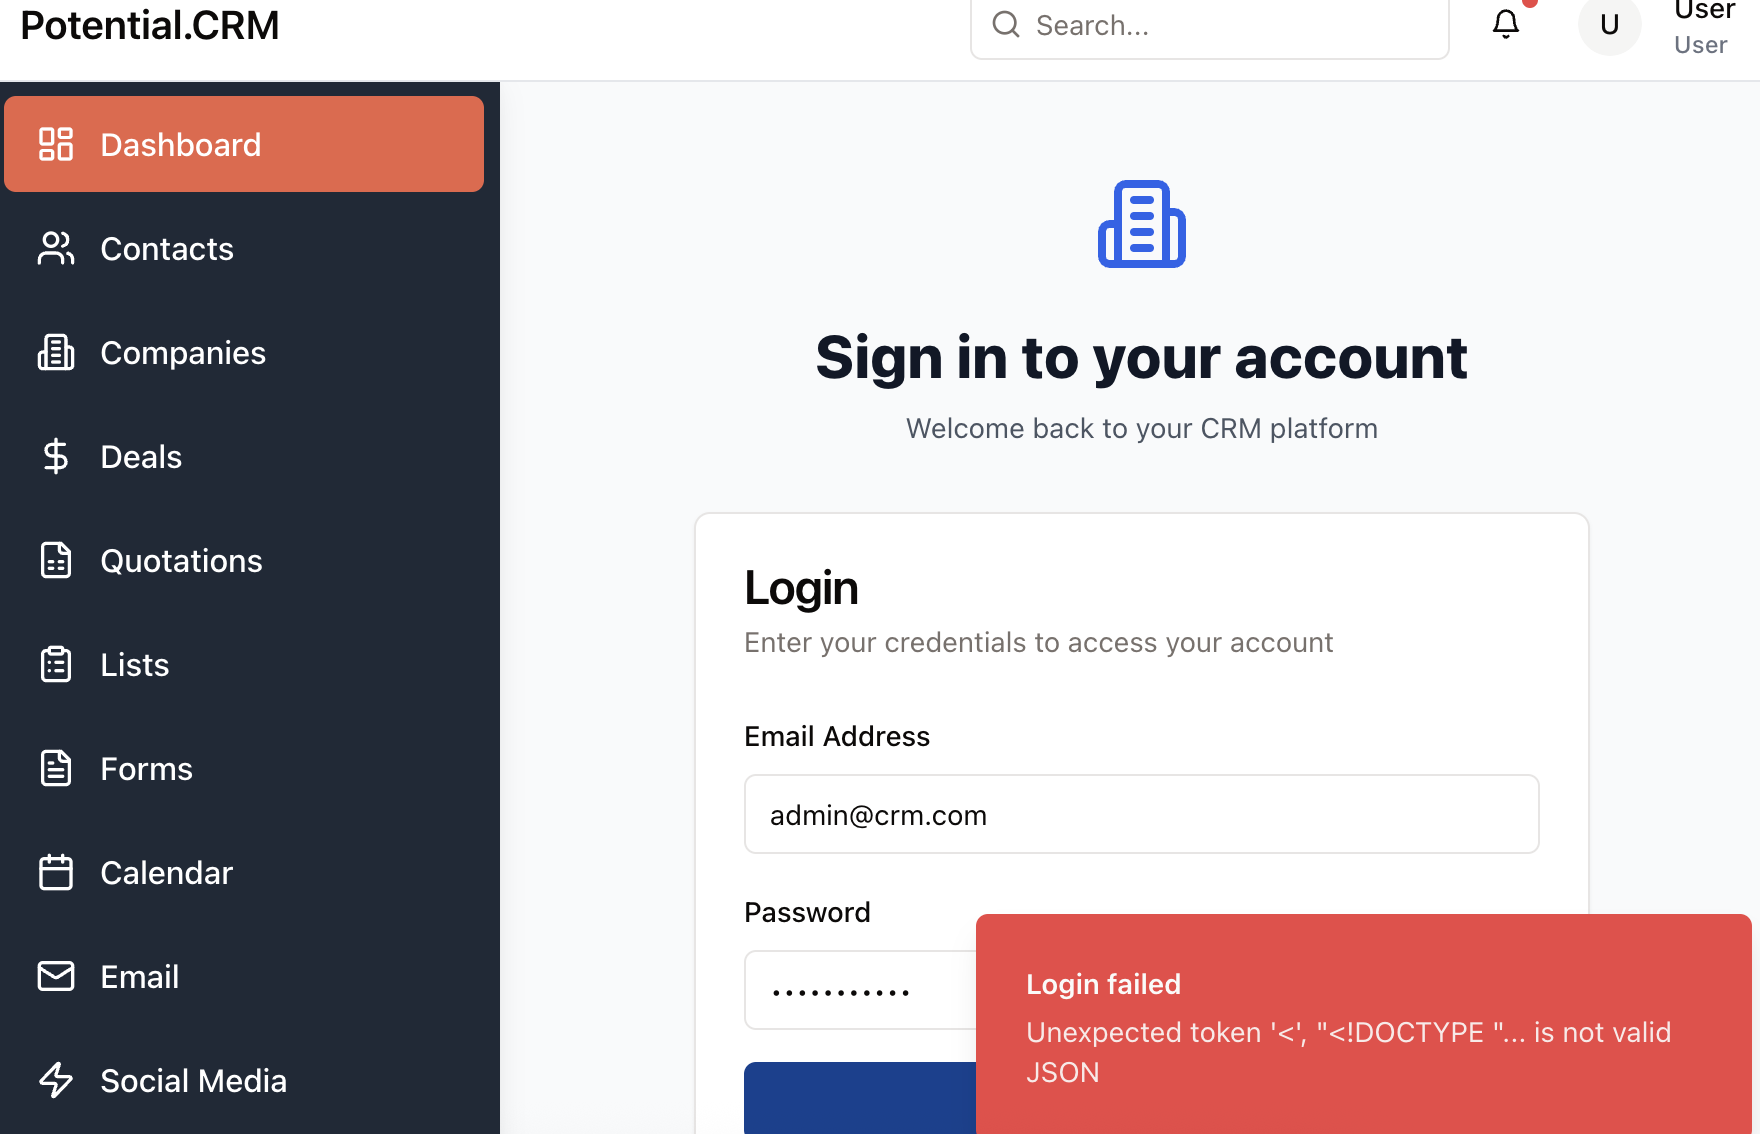 Potential.CRM
Search...
U
User
User
Dashboard
Contacts
Companies
Deals
Quotations
Lists
Forms
Calendar
Email
Social Media
Sign in to your account
Welcome back to your CRM platform
Login
Enter your credentials to access your account
Email Address
admin@crm.com
Password
•••••••••••
Login failed
Unexpected token '<', "<!DOCTYPE "... is not valid
JSON